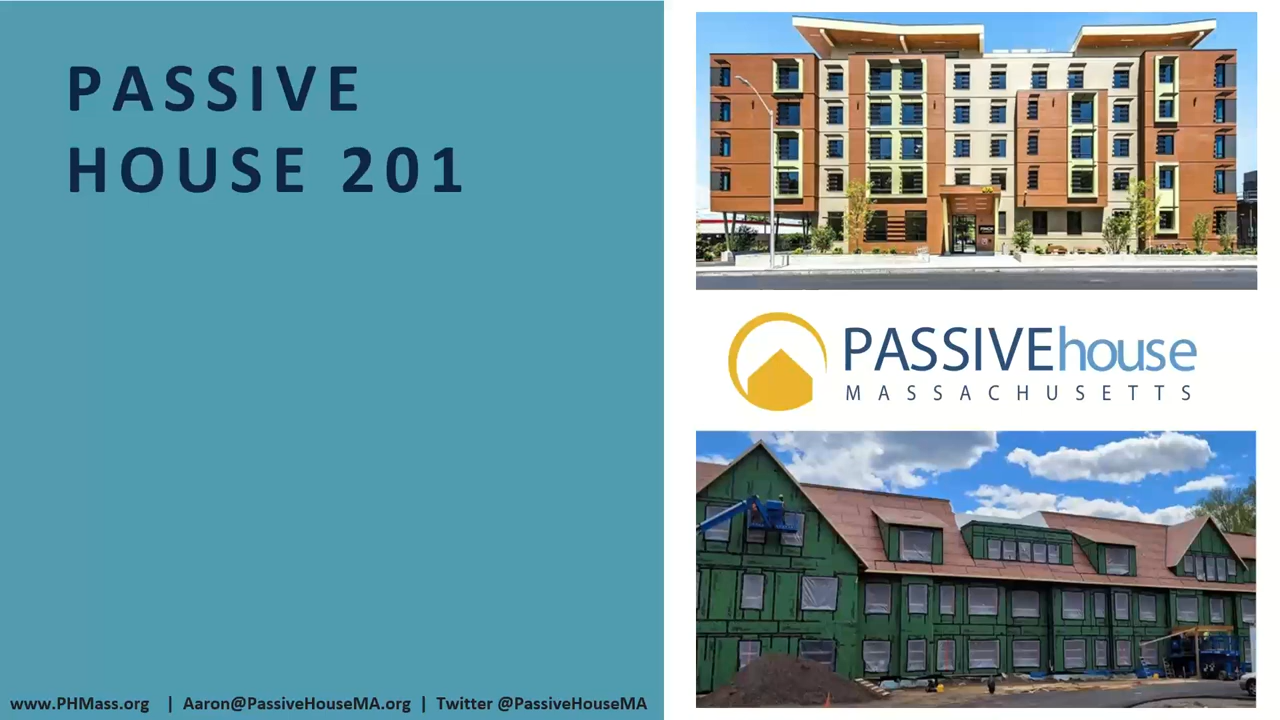 PASSIVE
HOUSE 201
PASSIVEhouse
MASSACHUSETTS
www.PHMass.org | Aaron@PassiveHouseMA.org | Twitter @PassiveHouseMA